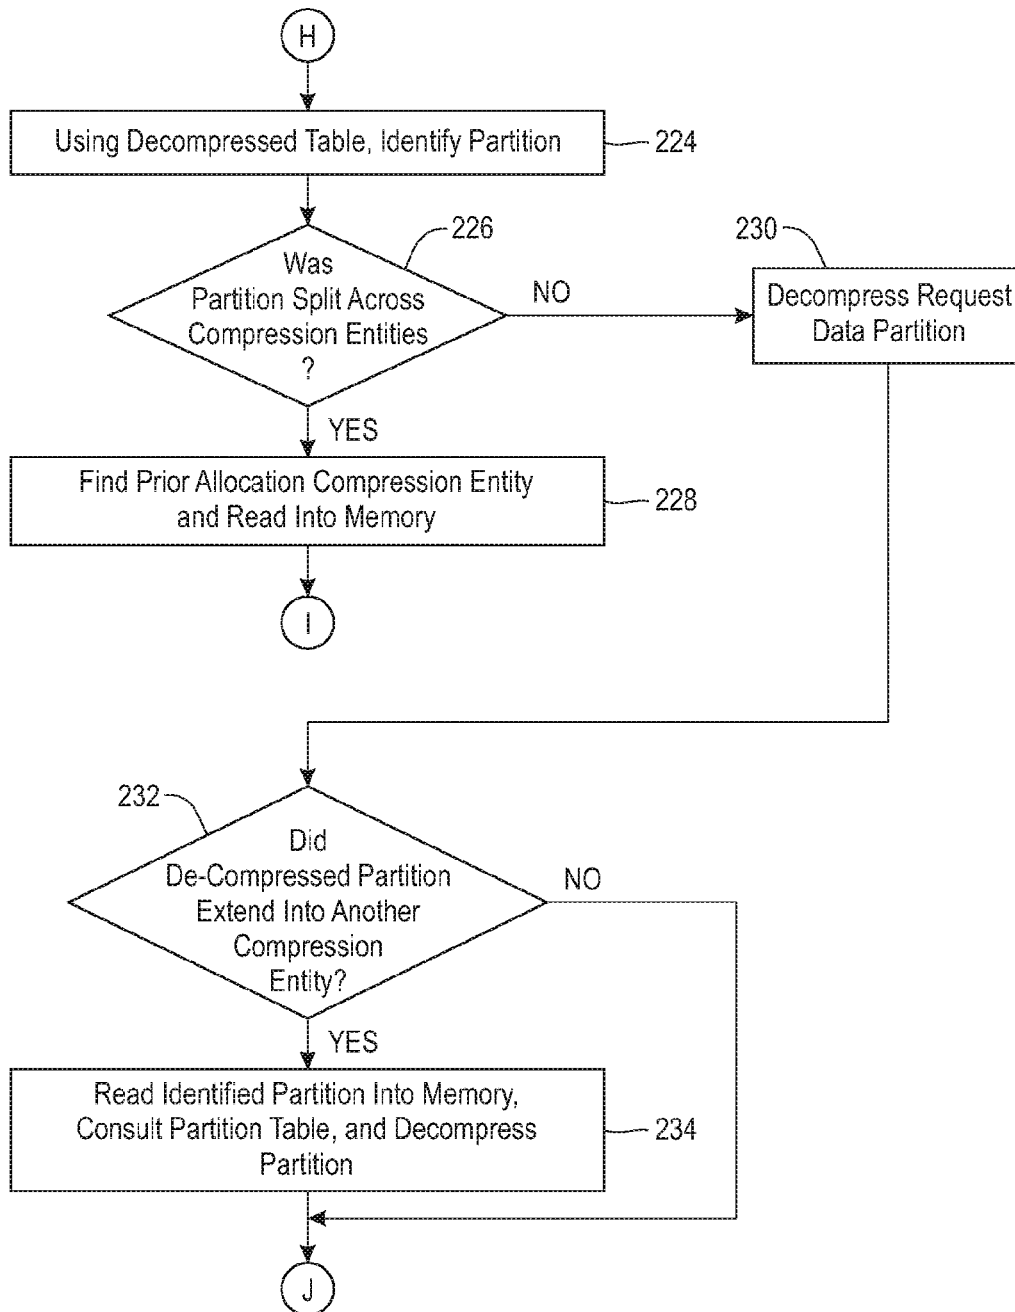 H
Using Decompressed Table, Identify Partition
224
226
Was
Partition Split Across
Compression Entities
?
NO
230
Decompress Request
Data Partition
YES
Find Prior Allocation Compression Entity
and Read Into Memory
228
I
232
Did
De-Compressed Partition
Extend Into Another
Compression
Entity?
NO
YES
Read Identified Partition Into Memory,
Consult Partition Table, and Decompress
Partition
234
J